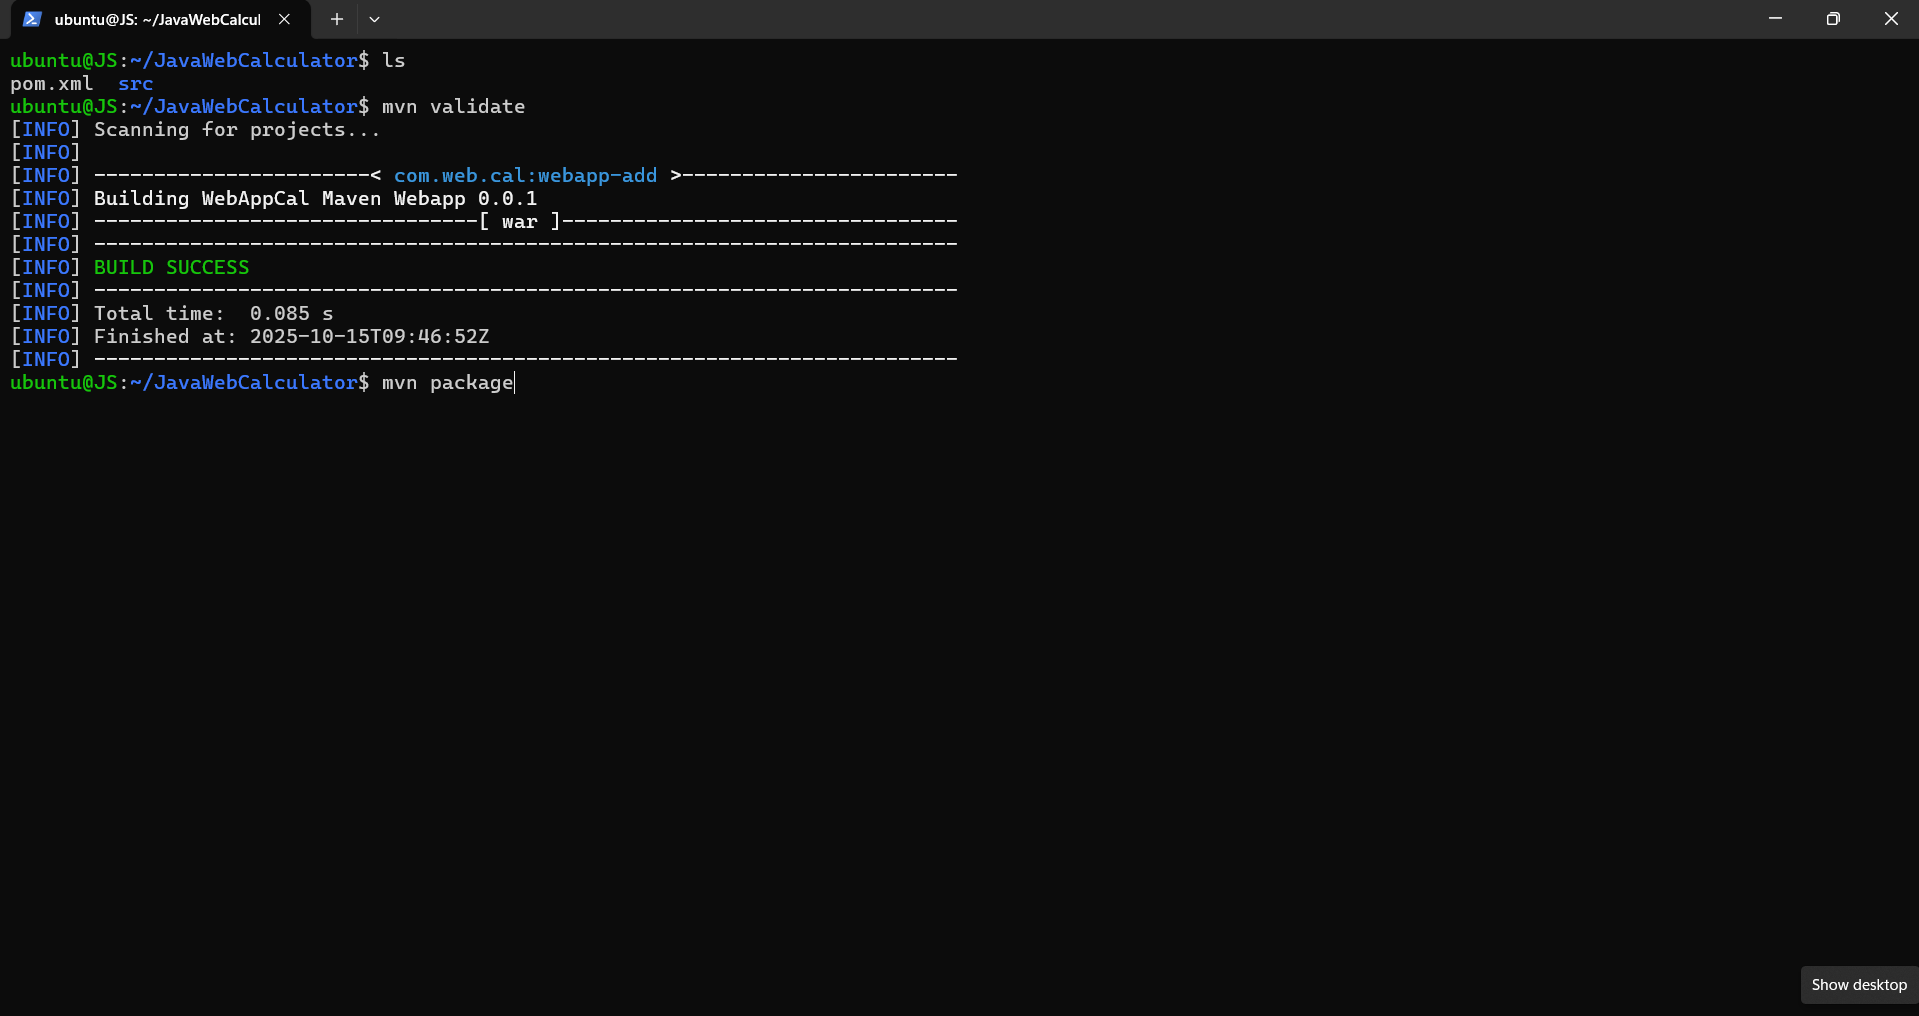 ubuntu@JS: ~/JavaWebCalcul
ubuntu@JS:~/JavaWebCalculator$ ls
pom.xml  src
ubuntu@JS:~/JavaWebCalculator$ mvn validate
[INFO] Scanning for projects...
[INFO]
[INFO] -----------------------< com.web.cal:webapp-add >-----------------------
[INFO] Building WebAppCal Maven Webapp 0.0.1
[INFO] --------------------------------[ war ]---------------------------------
[INFO] ------------------------------------------------------------------------
[INFO] BUILD SUCCESS
[INFO] ------------------------------------------------------------------------
[INFO] Total time:  0.085 s
[INFO] Finished at: 2025-10-15T09:46:52Z
[INFO] ------------------------------------------------------------------------
ubuntu@JS:~/JavaWebCalculator$ mvn package
Show desktop